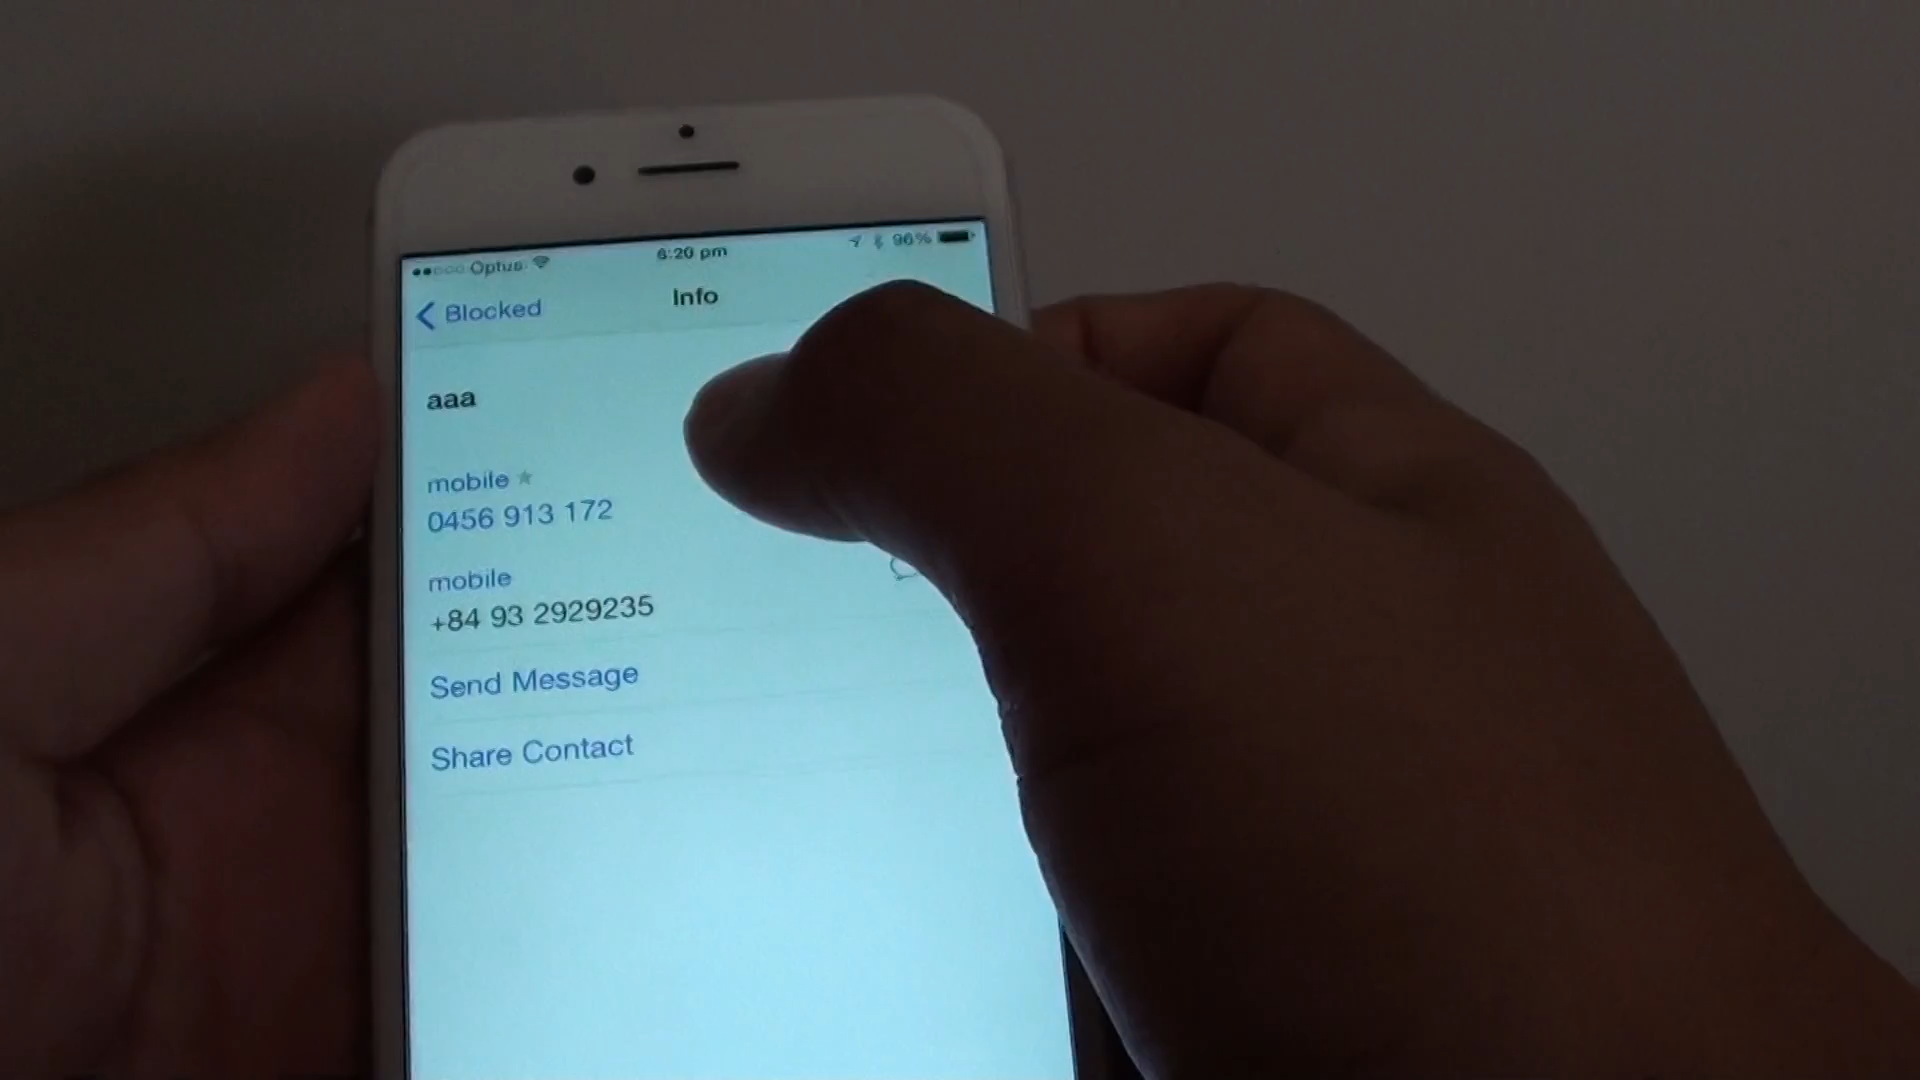 Optus 6:20 pm 96%
Blocked Info
aaa
mobile ★
0456 913 172
mobile
+84 93 2929235
Send Message
Share Contact